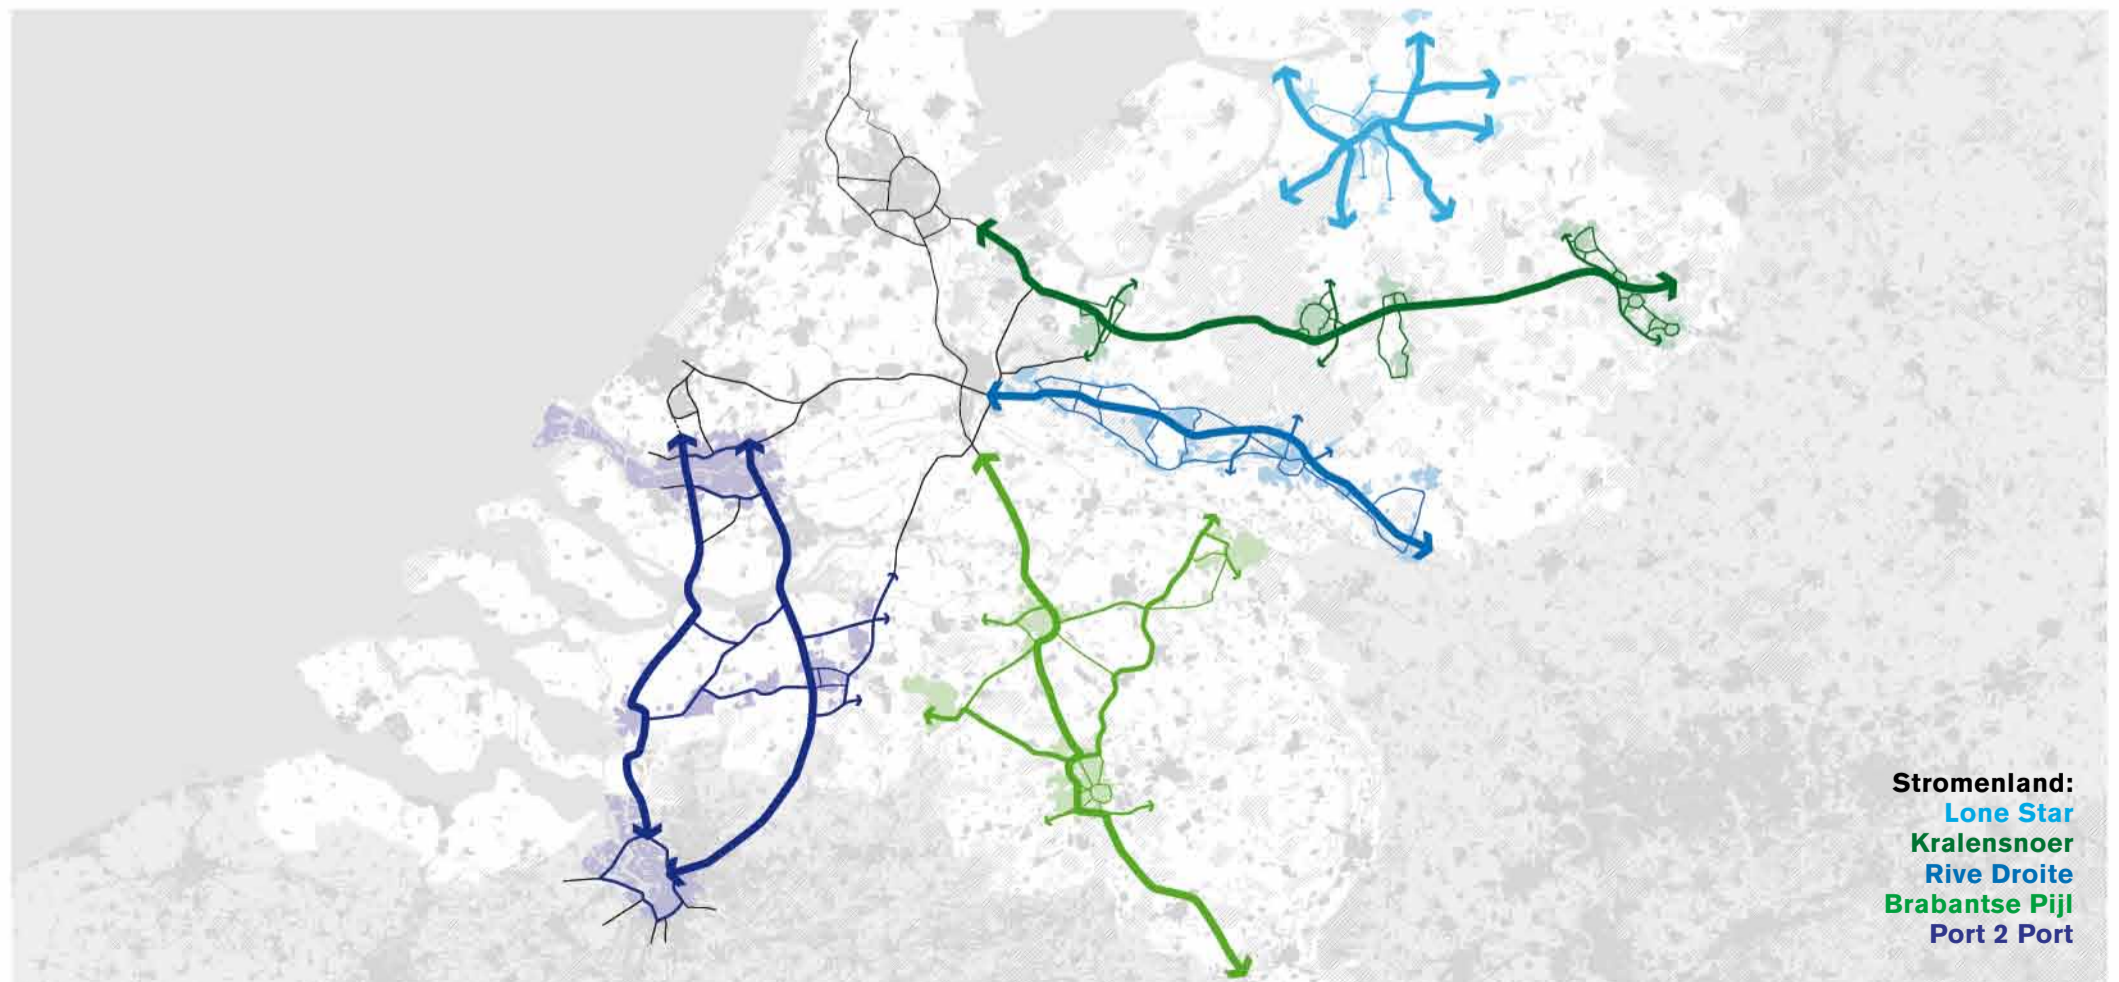 Stromenland:
Lone Star
Kralensnoer
Rive Droite
Brabantse Pijl
Port 2 Port